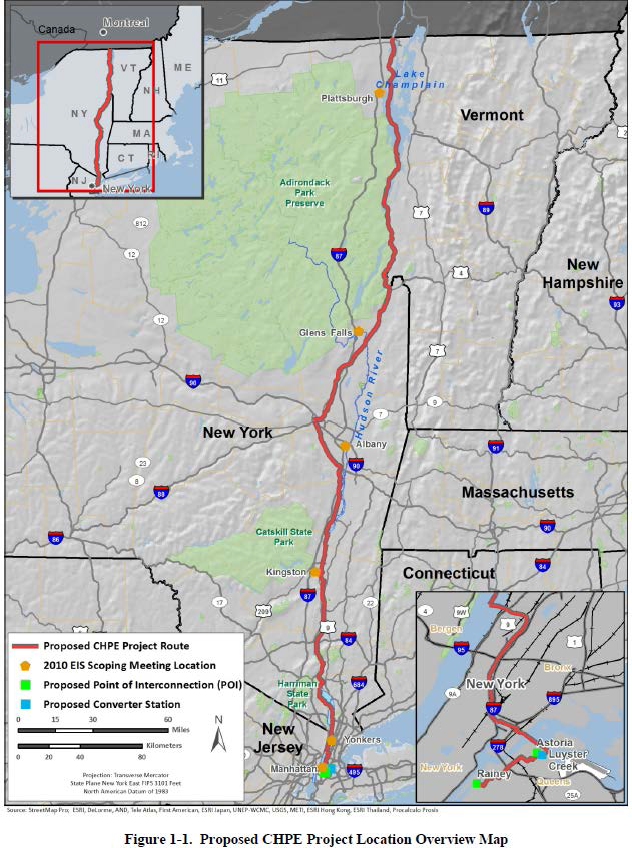 Canada
Montreal
VT
ME
NH
NY
MA
CT
RI
NJ
New York
11
Lake
Champlain
Plattsburgh
Vermont
2
Adirondack
Park
Preserve
7
89
812
12
87
4
New
Hampshire
93
12
Glens Falls
7
90
Hudson River
9
7
New York
Albany
91
90
23
8
88
Massachusetts
90
86
Catskill State
Park
84
Kingston
Connecticut
87
17
209
22
9
84
684
Harriman
State
Park
New
Jersey
Yonkers
Manhattan
495
Proposed CHPE Project Route
2010 EIS Scoping Meeting Location
Proposed Point of Interconnection (POI)
Proposed Converter Station
0 15 30 60
Miles
Kilometers
0 20 40 80
N
Projection: Transverse Mercator
State Plane New York East FIPS 3101 Feet
North American Datum of 1983
4
9W
9
Bergen
95
1
Bronx
New York
9A
895
87
278
Astoria
Luyster
Creek
New York
Rainey
Queens
25A
Source: StreetMap Pro; ESRI, DeLorme, AND, Tele Atlas, First American, ESRI Japan, UNEP-WCMC, USGS, METI, ESRI Hong Kong, ESRI Thailand, Procalculo Prosis
Figure 1-1. Proposed CHPE Project Location Overview Map